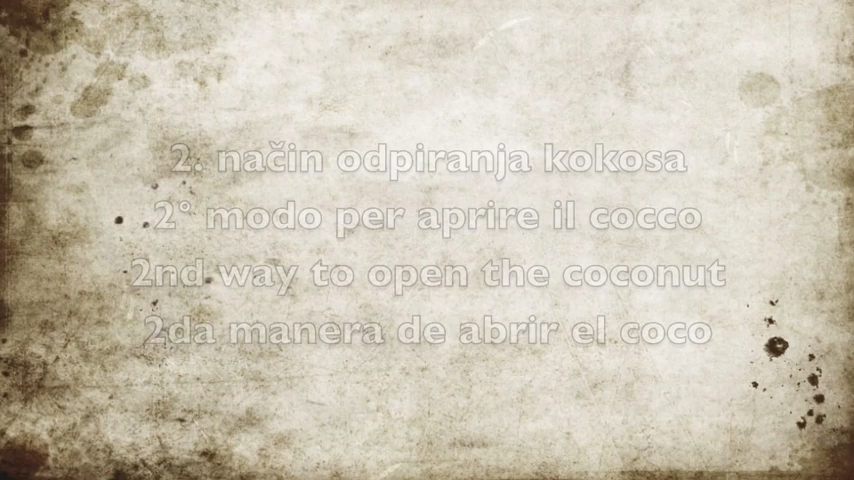 2. način odpiranja kokosa
2° modo per aprire il cocco
2nd way to open the coconut
2da manera de abrir el coco